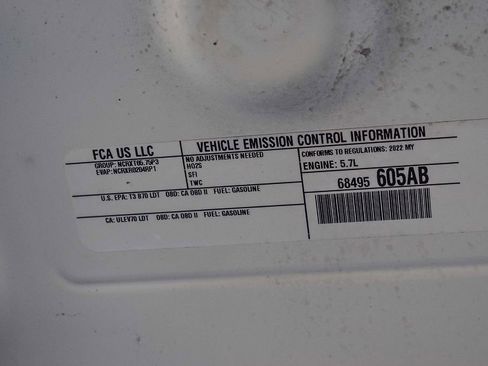 FCA US LLC
GROUP: NCRXT05.75P3
EVAP: NCRXR0204RP1
VEHICLE EMISSION CONTROL INFORMATION
NO ADJUSTMENTS NEEDED
HO2S
SFI
TWC
CONFORMS TO REGULATIONS: 2022 MY
ENGINE: 5.7L
U.S. EPA: T3 B70 LDT OBD: CA OBD II FUEL: GASOLINE
CA: ULEV70 LDT OBD: CA OBD II FUEL: GASOLINE
68495 605AB